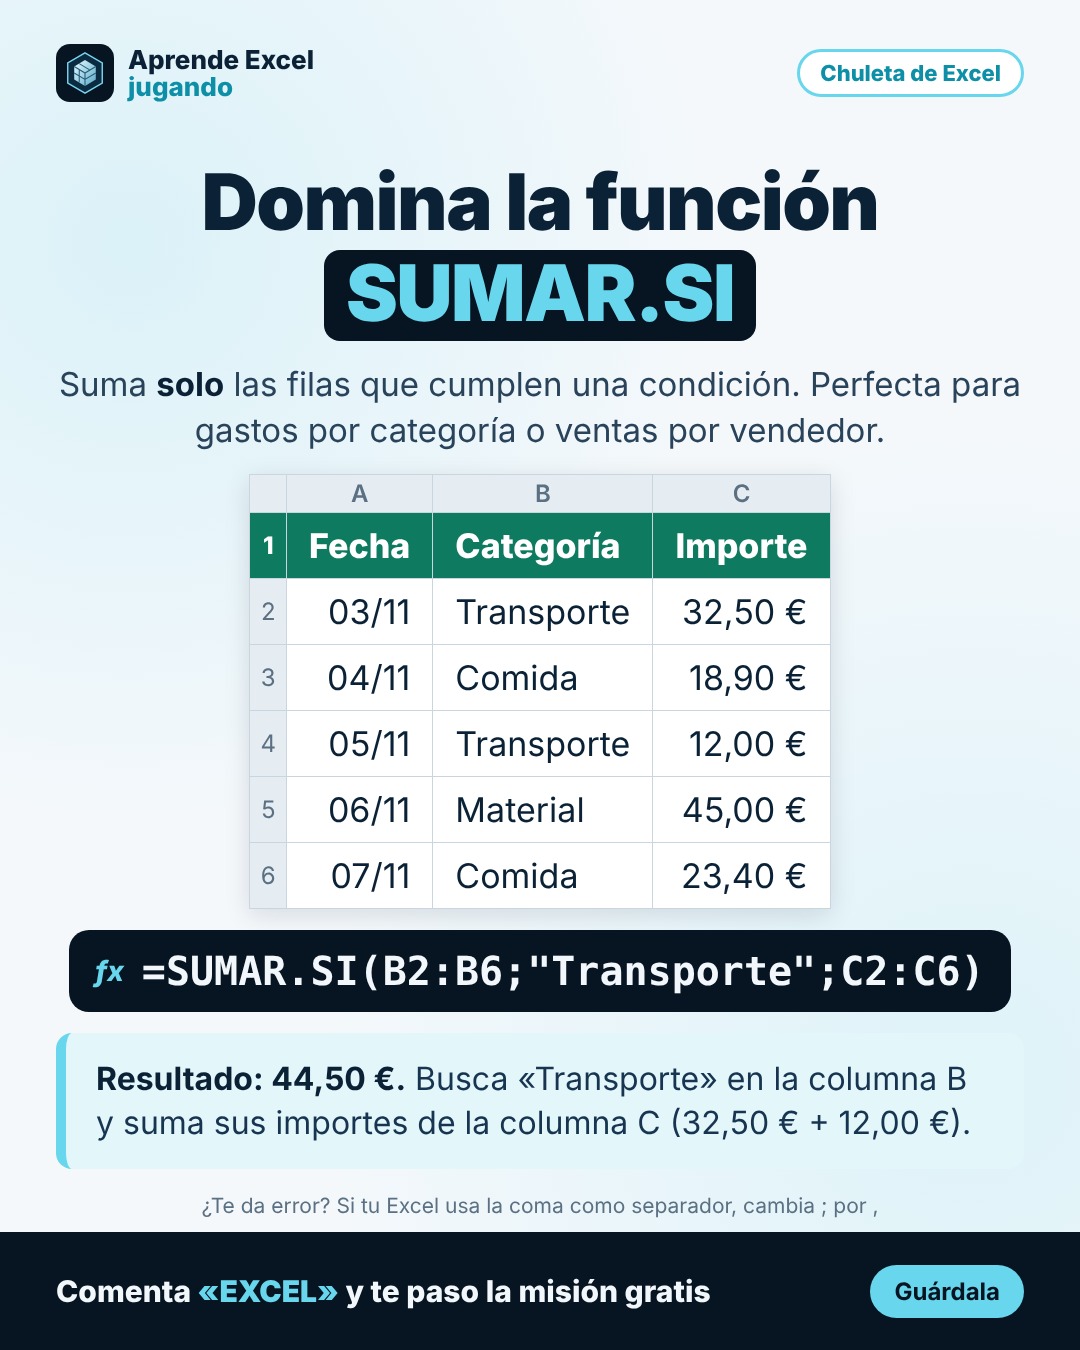 Aprende Excel
jugando
Chuleta de Excel
Domina la función
SUMAR.SI
Suma solo las filas que cumplen una condición. Perfecta para
gastos por categoría o ventas por vendedor.
A B C
1 Fecha Categoría Importe
2 03/11 Transporte 32,50 €
3 04/11 Comida 18,90 €
4 05/11 Transporte 12,00 €
5 06/11 Material 45,00 €
6 07/11 Comida 23,40 €
fx =SUMAR.SI(B2:B6;"Transporte";C2:C6)
Resultado: 44,50 €. Busca «Transporte» en la columna B
y suma sus importes de la columna C (32,50 € + 12,00 €).
¿Te da error? Si tu Excel usa la coma como separador, cambia ; por ,
Comenta «EXCEL» y te paso la misión gratis
Guárdala